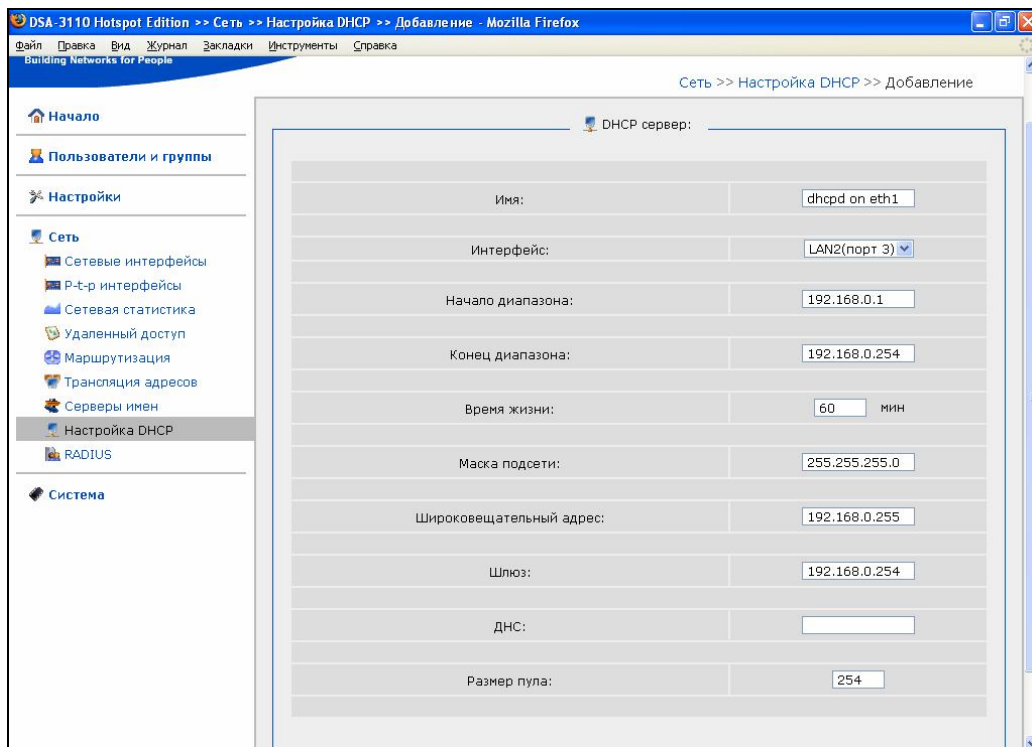 DSA-3110 Hotspot Edition >> Сеть >> Настройка DHCP >> Добавление - Mozilla Firefox
Файл Правка Вид Журнал Закладки Инструменты Справка
Building Networks for People
Сеть >> Настройка DHCP >> Добавление
Начало
Пользователи и группы
Настройки
Сеть
Сетевые интерфейсы
P-t-p интерфейсы
Сетевая статистика
Удаленный доступ
Маршрутизация
Трансляция адресов
Серверы имен
Настройка DHCP
RADIUS
Система
DHCP сервер:
Имя: dhcpd on eth1
Интерфейс: LAN2(порт 3)
Начало диапазона: 192.168.0.1
Конец диапазона: 192.168.0.254
Время жизни: 60 мин
Маска подсети: 255.255.255.0
Широковещательный адрес: 192.168.0.255
Шлюз: 192.168.0.254
ДНС:
Размер пула: 254